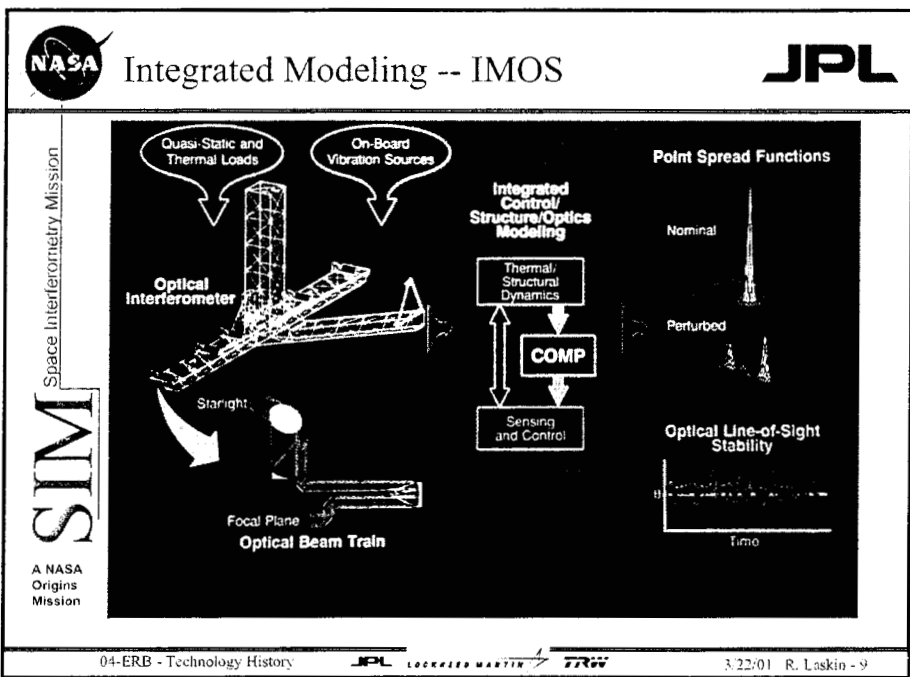 NASA
Integrated Modeling -- IMOS
JPL
Space Interferometry Mission
SIM
A NASA
Origins
Mission
Quasi-Static and
Thermal Loads
On-Board
Vibration Sources
Optical
Interferometer
Starlight
Focal Plane
Optical Beam Train
Integrated
Control/
Structure/Optics
Modeling
Thermal/
Structural
Dynamics
COMP
Sensing
and Control
Point Spread Functions
Nominal
Perturbed
Optical Line-of-Sight
Stability
θ
Time
04-ERB - Technology History
JPL
LOCKHEED MARTIN
TRW
3/22/01 R. Laskin - 9